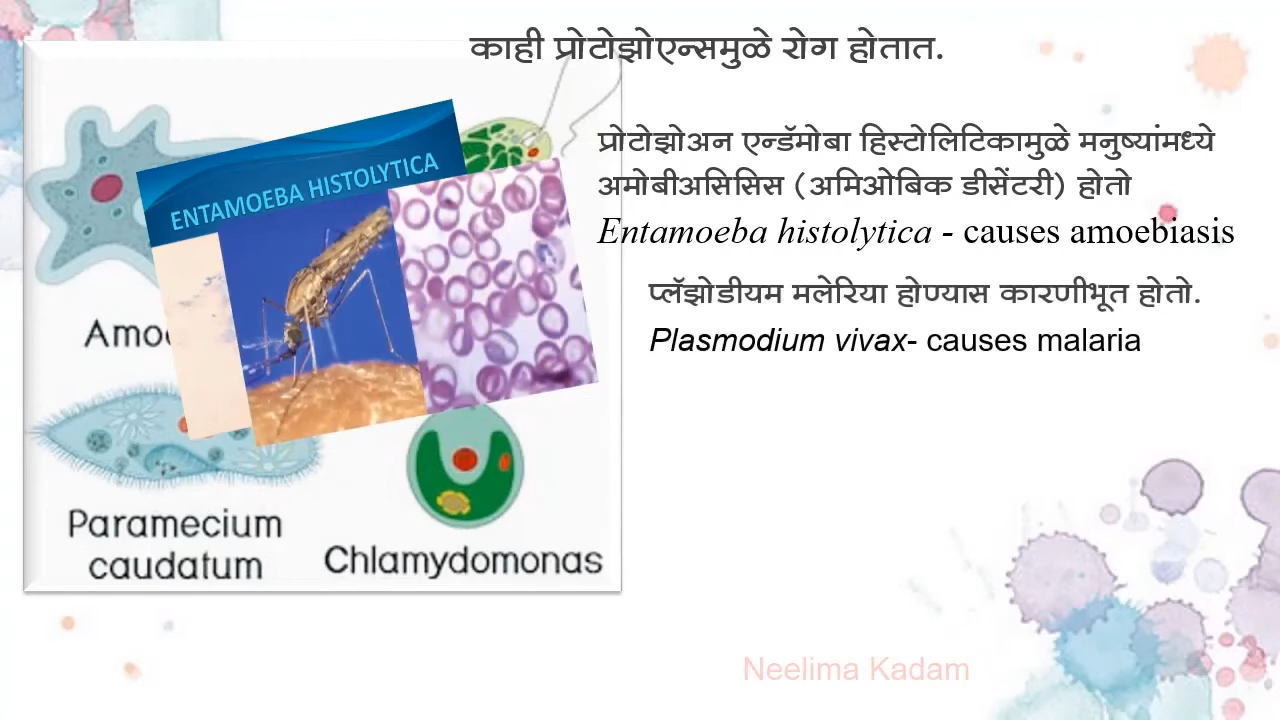 काही प्रोटोझोएन्समुळे रोग होतात.
प्रोटोझोअन एन्डॅमोबा हिस्टोलिटिकामुळे मनुष्यांमध्ये
अमोबीअसिसिस (अमिओबिक डीसेंटरी) होतो
Entamoeba histolytica - causes amoebiasis
प्लॅझोडीयम मलेरिया होण्यास कारणीभूत होतो.
Plasmodium vivax- causes malaria
ENTAMOEBA HISTOLYTICA
Paramecium
caudatum
Chlamydomonas
Neelima Kadam